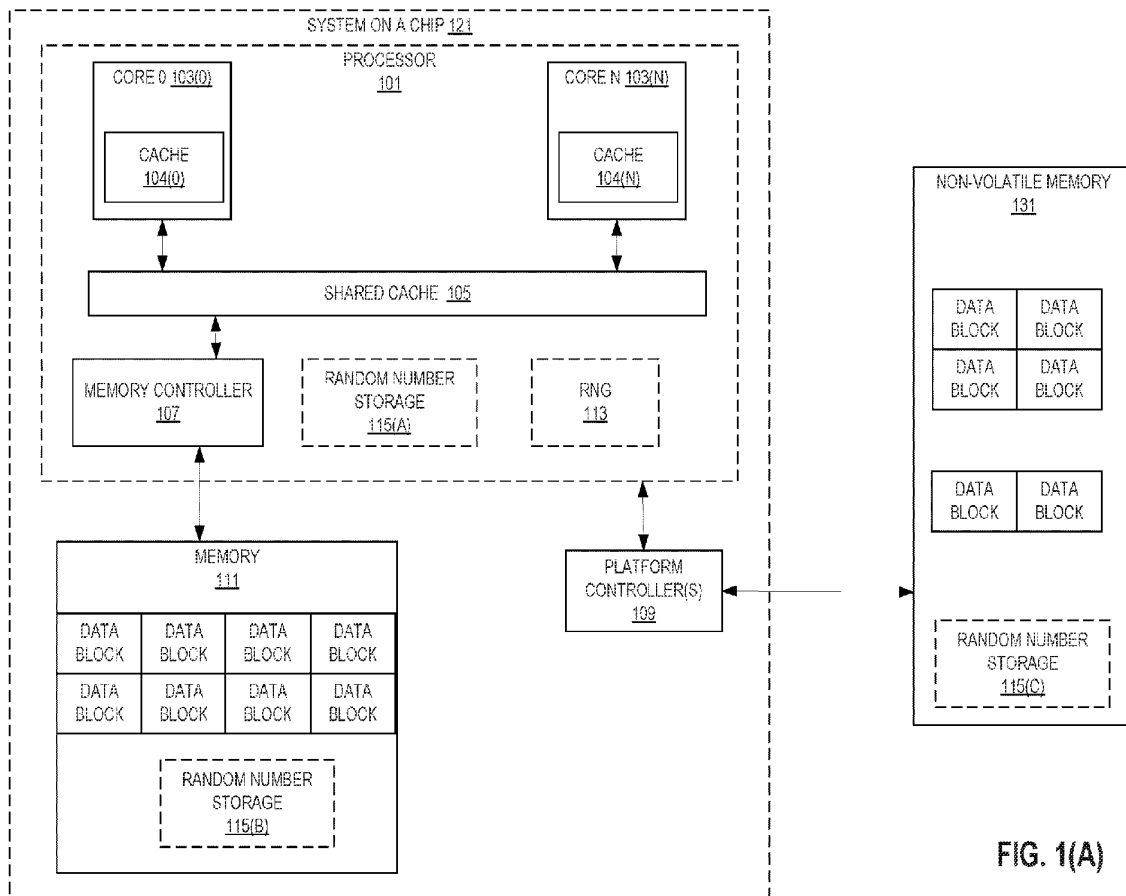 SYSTEM ON A CHIP 121
PROCESSOR
101
CORE 0 103(0)
CACHE
104(0)
CORE N 103(N)
CACHE
104(N)
SHARED CACHE 105
MEMORY CONTROLLER
107
RANDOM NUMBER
STORAGE
115(A)
RNG
113
MEMORY
111
DATA
BLOCK
DATA
BLOCK
DATA
BLOCK
DATA
BLOCK
DATA
BLOCK
DATA
BLOCK
DATA
BLOCK
DATA
BLOCK
RANDOM NUMBER
STORAGE
115(B)
PLATFORM
CONTROLLER(S)
109
NON-VOLATILE MEMORY
131
DATA
BLOCK
DATA
BLOCK
DATA
BLOCK
DATA
BLOCK
DATA
BLOCK
DATA
BLOCK
RANDOM NUMBER
STORAGE
115(C)
FIG. 1(A)